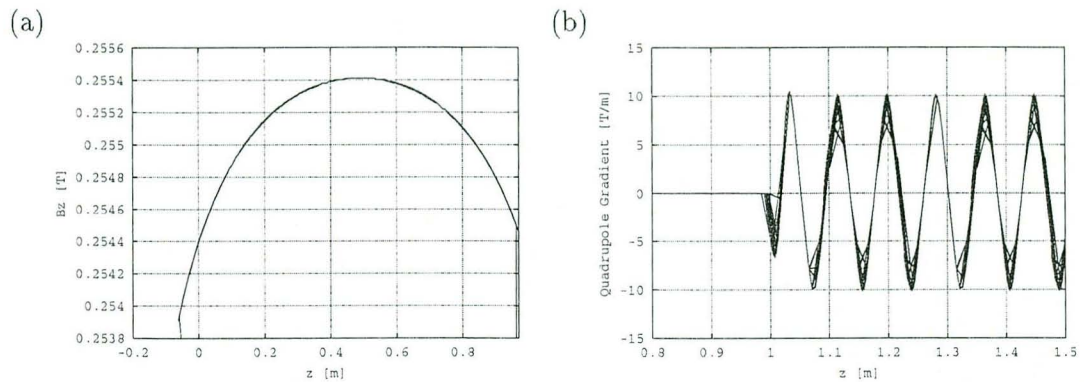 (a)
Bz [T]
0.2556
0.2554
0.2552
0.255
0.2548
0.2546
0.2544
0.2542
0.254
0.2538
-0.2 0 0.2 0.4 0.6 0.8
z [m]
(b)
Quadrupole Gradient [T/m]
15
10
5
0
-5
-10
-15
0.8 0.9 1 1.1 1.2 1.3 1.4 1.5
z [m]